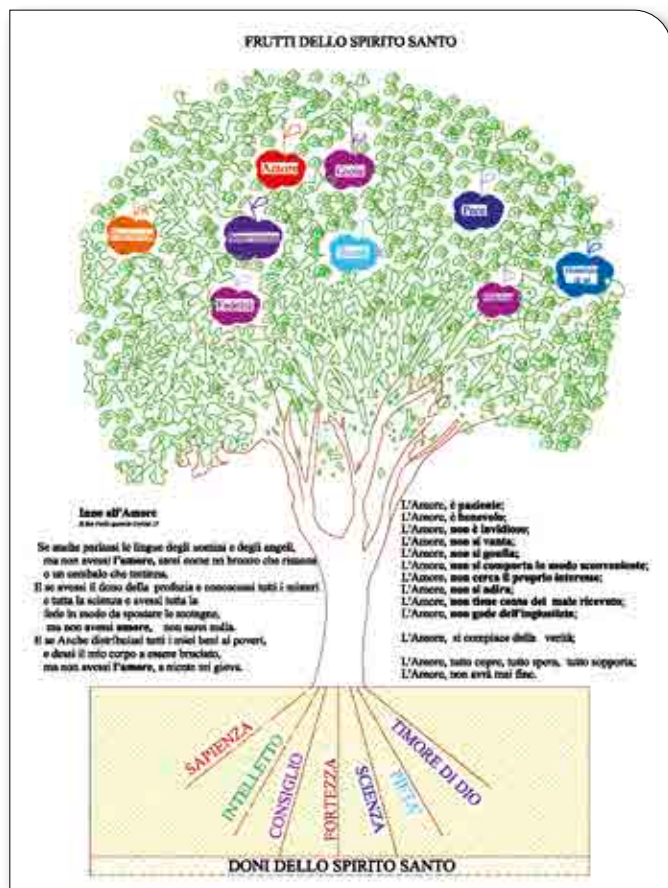 FRUTTI DELLO SPIRITO SANTO
Amore
Gioia
Pace
Fedeltà
Inno all'Amore
Se anche parlassi le lingue degli uomini e degli angeli,
ma non avessi l'amore, sarei come un bronzo che risuona
o un cembalo che tintinna.
E se avessi il dono della profezia e conoscessi tutti i misteri
e tutta la scienza e avessi tutta la
fede in modo da spostare le montagne,
ma non avessi amore, non sarei nulla.
E se Anche distribuissi tutti i miei beni ai poveri,
e dessi il mio corpo a essere bruciato,
ma non avessi l'amore, a niente mi giova.
L'Amore, è paziente;
L'Amore, è benevolo;
L'Amore, non è invidioso;
L'Amore, non si vanta;
L'Amore, non si gonfia;
L'Amore, non si comporta in modo sconveniente;
L'Amore, non cerca il proprio interesse;
L'Amore, non si adira;
L'Amore, non tiene conto del male ricevuto;
L'Amore, non gode dell'ingiustizia;
L'Amore, si compiace della verità;
L'Amore, tutto copre, tutto spera, tutto sopporta;
L'Amore, non avrà mai fine.
SAPIENZA
INTELLETTO
CONSIGLIO
FORTEZZA
SCIENZA
PIETA'
TIMORE DI DIO
DONI DELLO SPIRITO SANTO